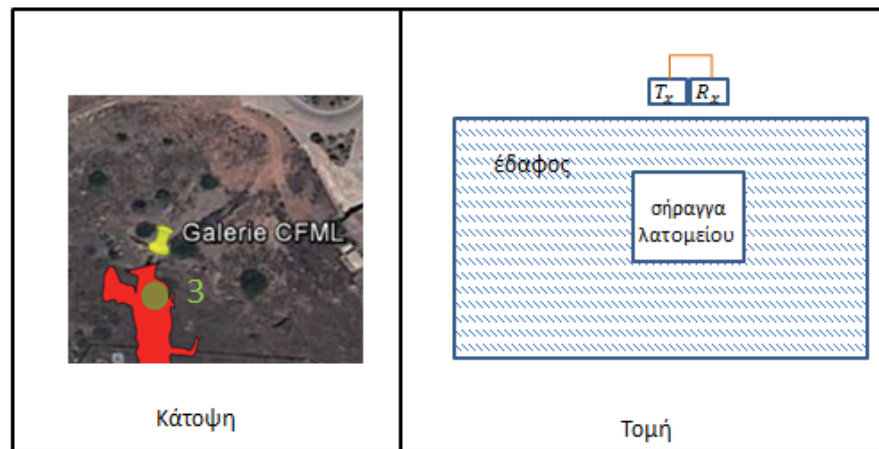 Galerie CFML
3
Κάτοψη
Tx Rx
έδαφος
σήραγγα
λατομείου
Τομή